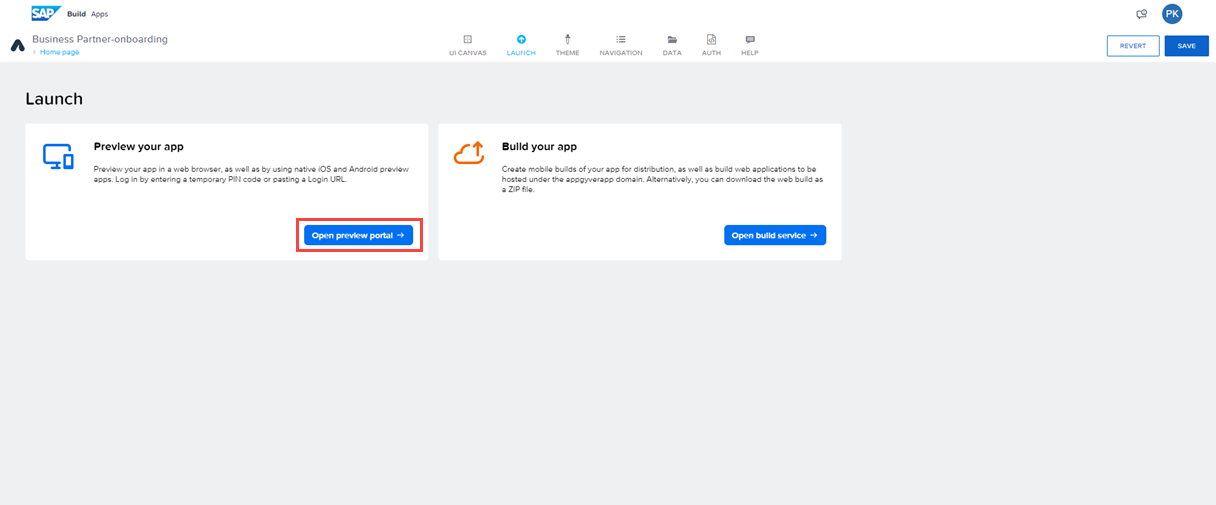 SAP Build Apps
PK
Business Partner-onboarding
> Home page
UI CANVAS
LAUNCH
THEME
NAVIGATION
DATA
AUTH
HELP
REVERT
SAVE
Launch
Preview your app
Preview your app in a web browser, as well as by using native iOS and Android preview
apps. Log in by entering a temporary PIN code or pasting a Login URL.
Open preview portal →
Build your app
Create mobile builds of your app for distribution, as well as build web applications to be
hosted under the appgyverapp domain. Alternatively, you can download the web build as
a ZIP file.
Open build service →